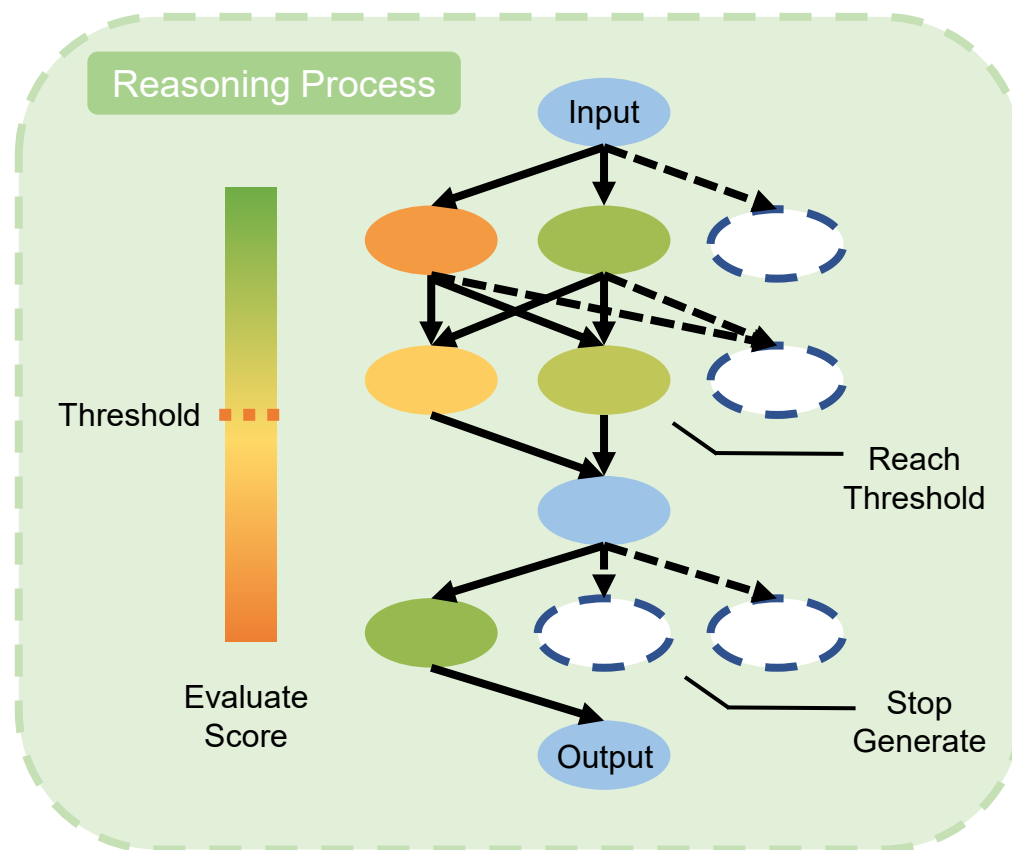 Reasoning Process
Input
Threshold
Reach
Threshold
Evaluate
Score
Stop
Generate
Output